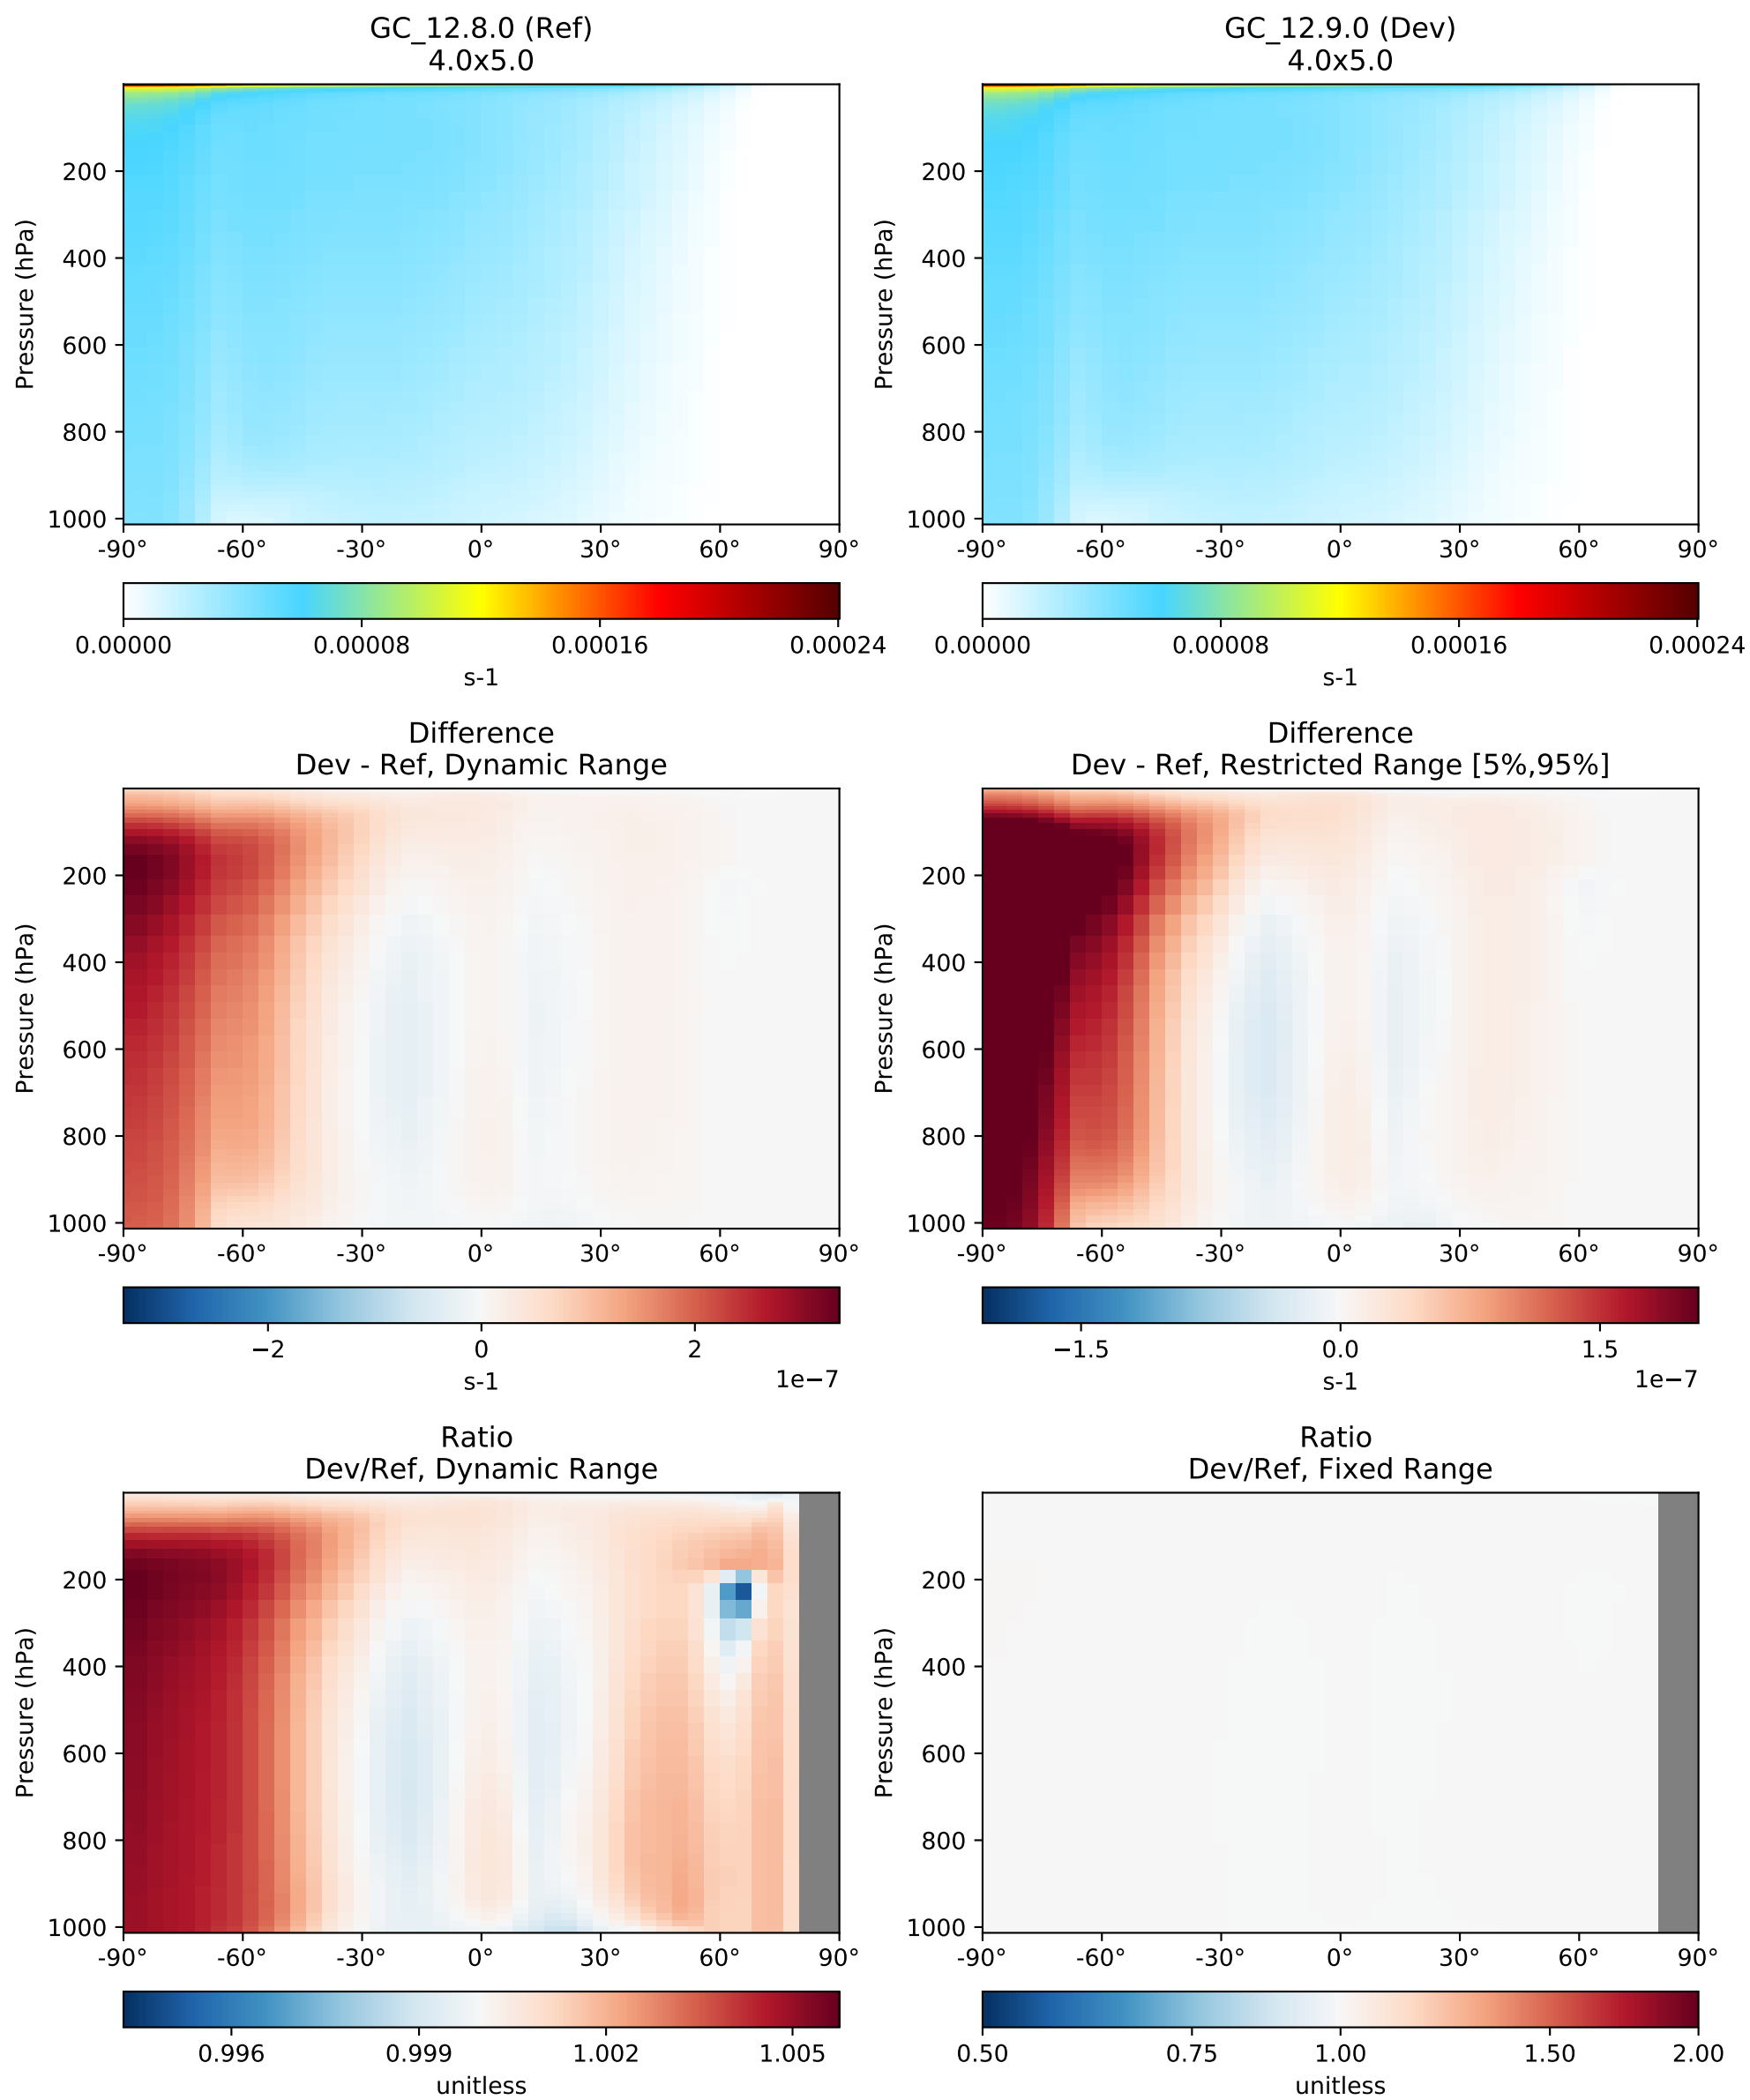 GC_12.8.0 (Ref)
4.0x5.0
GC_12.9.0 (Dev)
4.0x5.0
Pressure (hPa)
200
400
600
800
1000
-90° -60° -30° 0° 30° 60° 90°
0.00000 0.00008 0.00016 0.00024
s-1
Pressure (hPa)
200
400
600
800
1000
-90° -60° -30° 0° 30° 60° 90°
0.00000 0.00008 0.00016 0.00024
s-1
Difference
Dev - Ref, Dynamic Range
Pressure (hPa)
200
400
600
800
1000
-90° -60° -30° 0° 30° 60° 90°
−2 0 2
s-1
1e−7
Difference
Dev - Ref, Restricted Range [5%,95%]
Pressure (hPa)
200
400
600
800
1000
-90° -60° -30° 0° 30° 60° 90°
−1.5 0.0 1.5
s-1
1e−7
Ratio
Dev/Ref, Dynamic Range
Pressure (hPa)
200
400
600
800
1000
-90° -60° -30° 0° 30° 60° 90°
0.996 0.999 1.002 1.005
unitless
Ratio
Dev/Ref, Fixed Range
Pressure (hPa)
200
400
600
800
1000
-90° -60° -30° 0° 30° 60° 90°
0.50 0.75 1.00 1.50 2.00
unitless